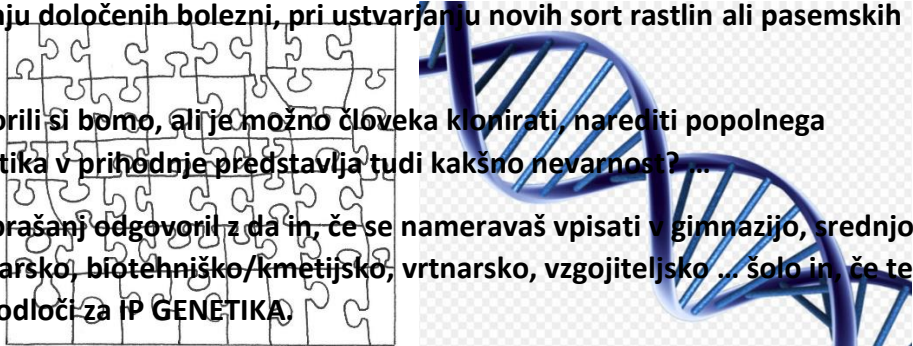 ju določenih bolezni, pri ustvarjanju novih sort rastlin ali pasemskih
orili si bomo, ali je možno človeka klonirati, narediti popolnega
tika v prihodnje predstavlja tudi kakšno nevarnost? …
prašanj odgovoril z da in, če se nameravaš vpisati v gimnazijo, srednjo
arsko, biotehniško/kmetijsko, vrtnarsko, vzgojiteljsko … šolo in, če te
odloči za iP GENETIKA.